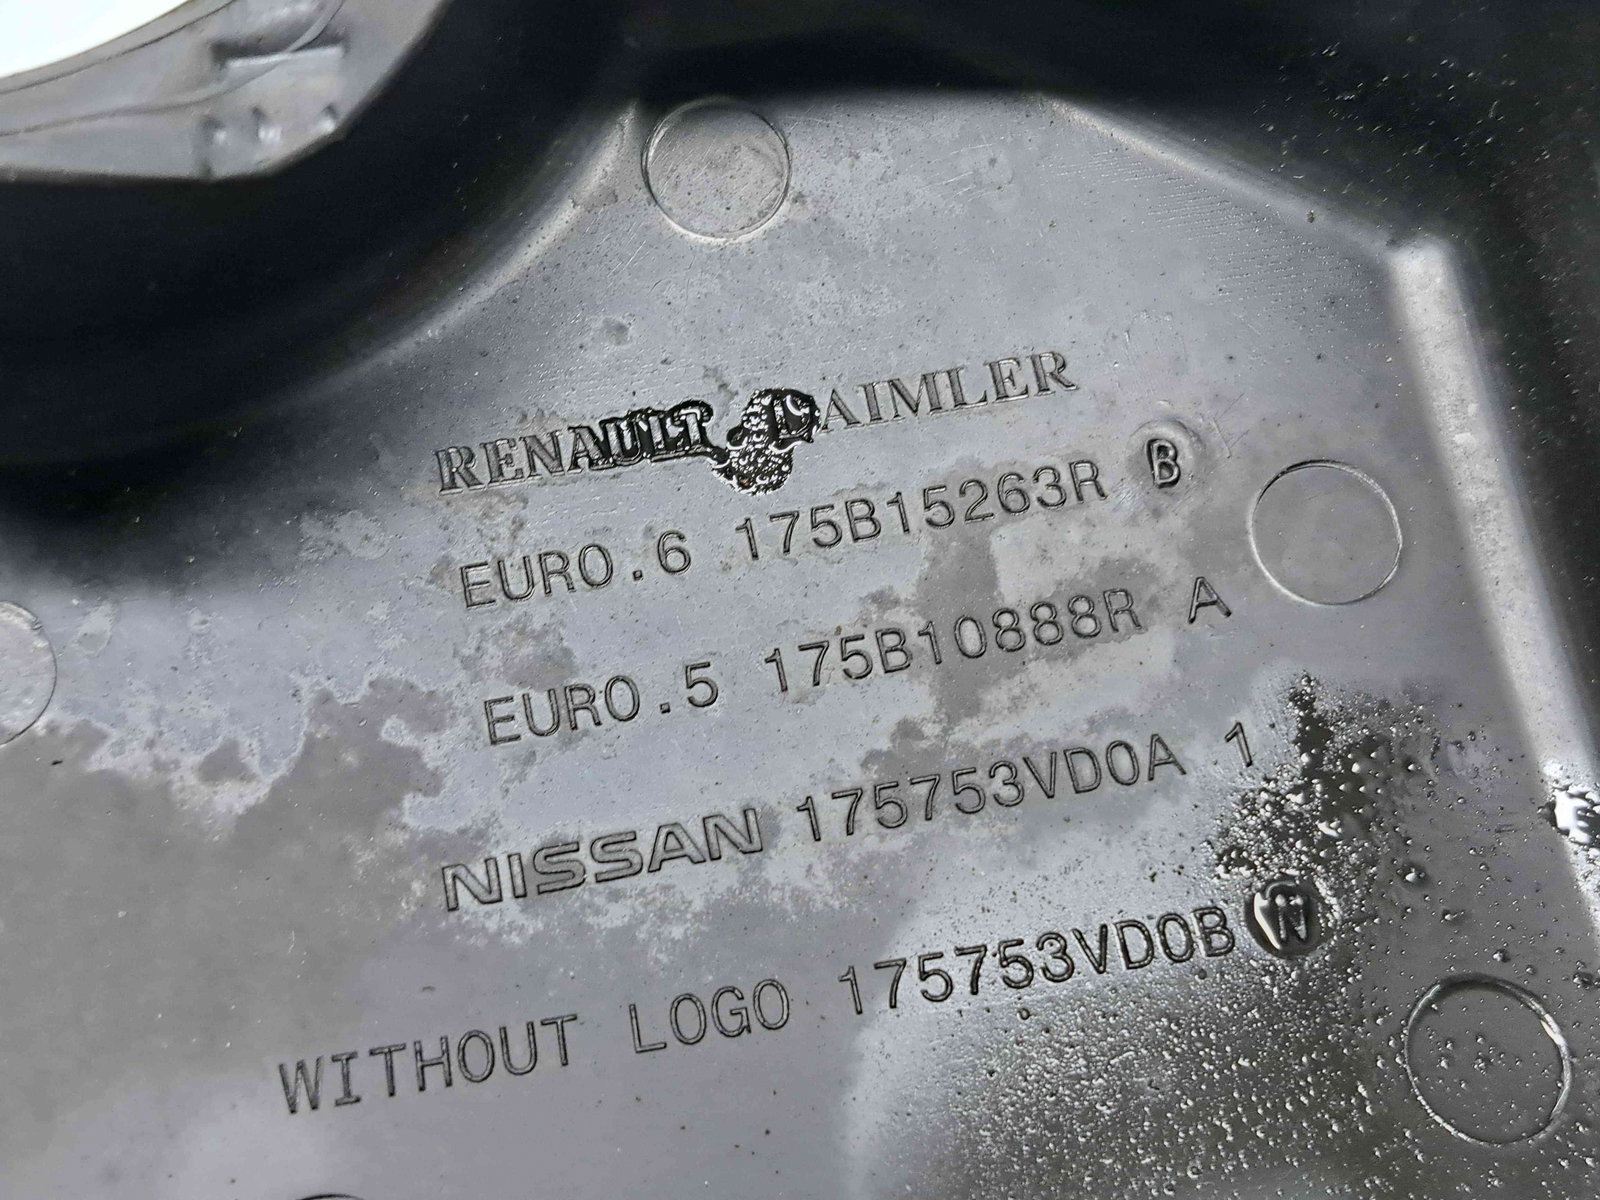 RENAULT DAIMLER
EURO.6 175B15263R B
EURO.5 175B10888R A
NISSAN 175753VD0A 1
WITHOUT LOGO 175753VD0B